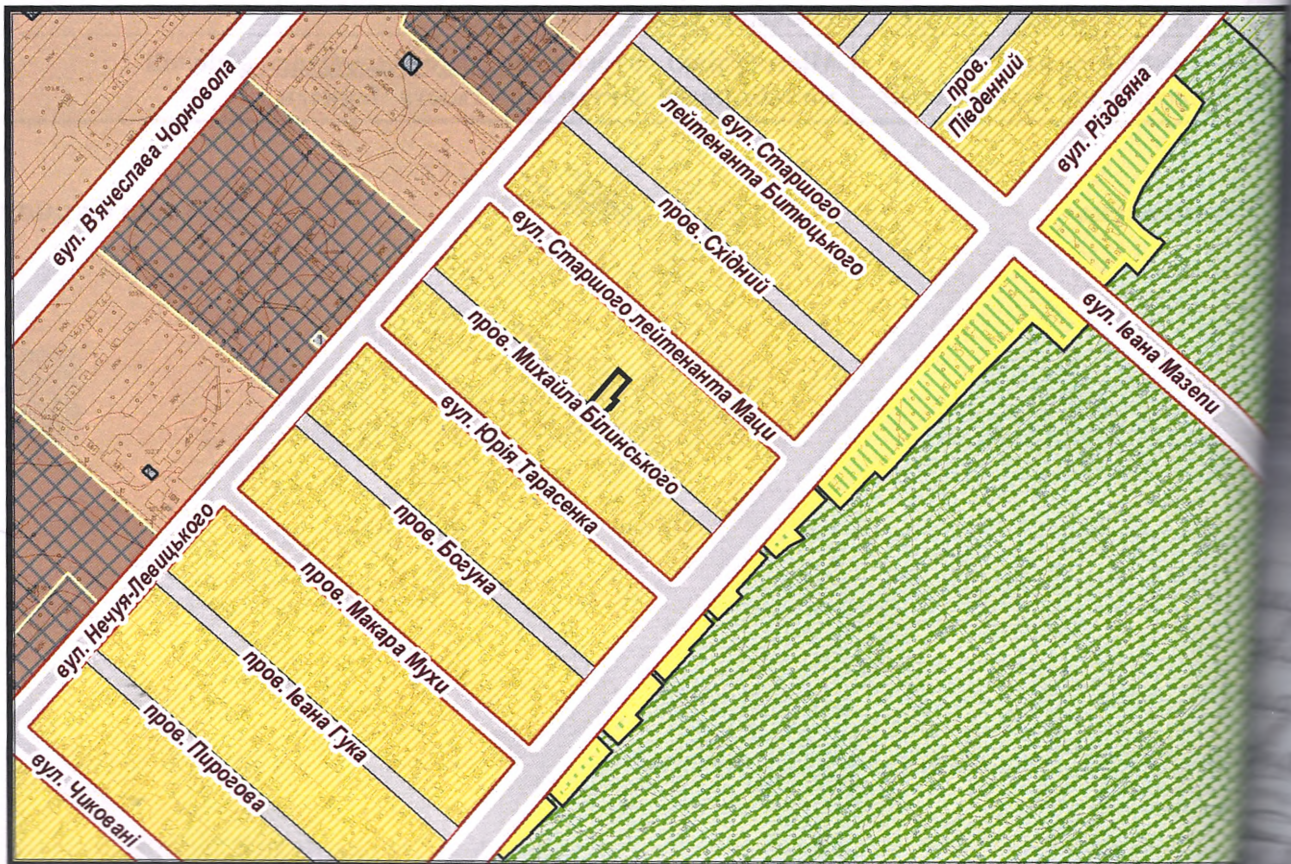 вул. В'ячеслава Чорновола
пров.
Південний
вул. Різдвяна
вул. Старшого
лейтенанта Битюцького
пров. Східний
вул. Старшого лейтенанта Маци
вул. Івана Мазепи
пров. Михайла Білинського
вул. Юрія Тарасенка
пров. Богуна
вул. Нечуя-Левицького
пров. Макара Мухи
пров. Івана Гука
пров. Пирогова
вул. Чиковані